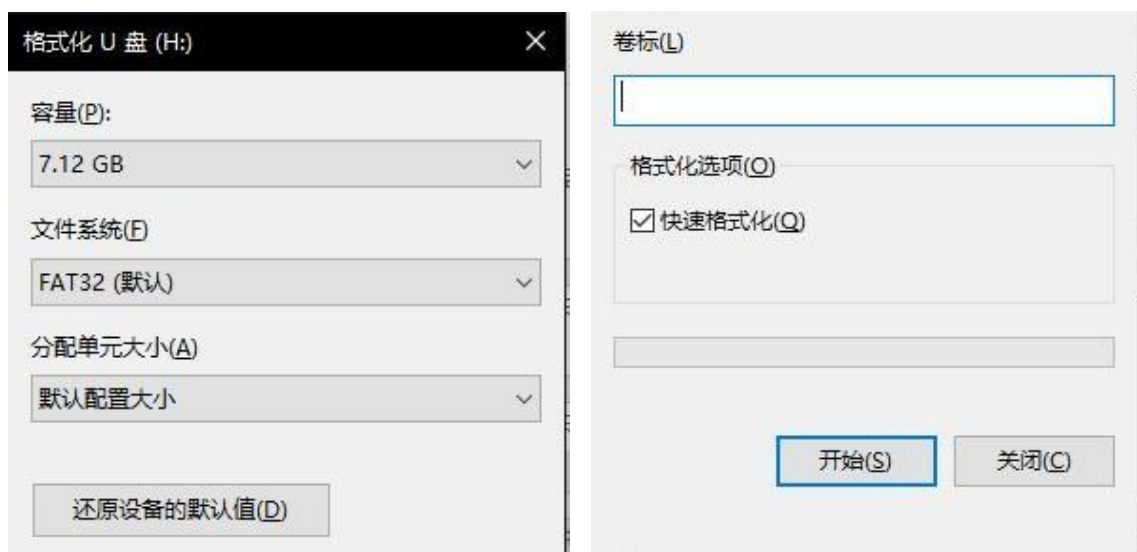 格式化 U 盘 (H:)
容量(P):
7.12 GB
文件系统(F)
FAT32 (默认)
分配单元大小(A)
默认配置大小
还原设备的默认值(D)
卷标(L)
格式化选项(O)
快速格式化(Q)
开始(S)
关闭(C)